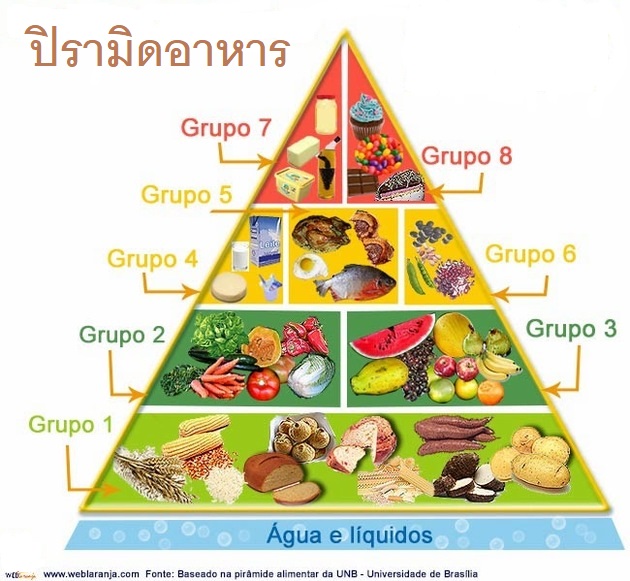 ปิรามิดอาหาร
Grupo 7
Grupo 8
Grupo 5
Grupo 4
Grupo 6
Grupo 2
Grupo 3
Grupo 1
Leite
Água e líquidos
WEBlaranja www.weblaranja.com Fonte: Baseado na pirâmide alimentar da UNB - Universidade de Brasília